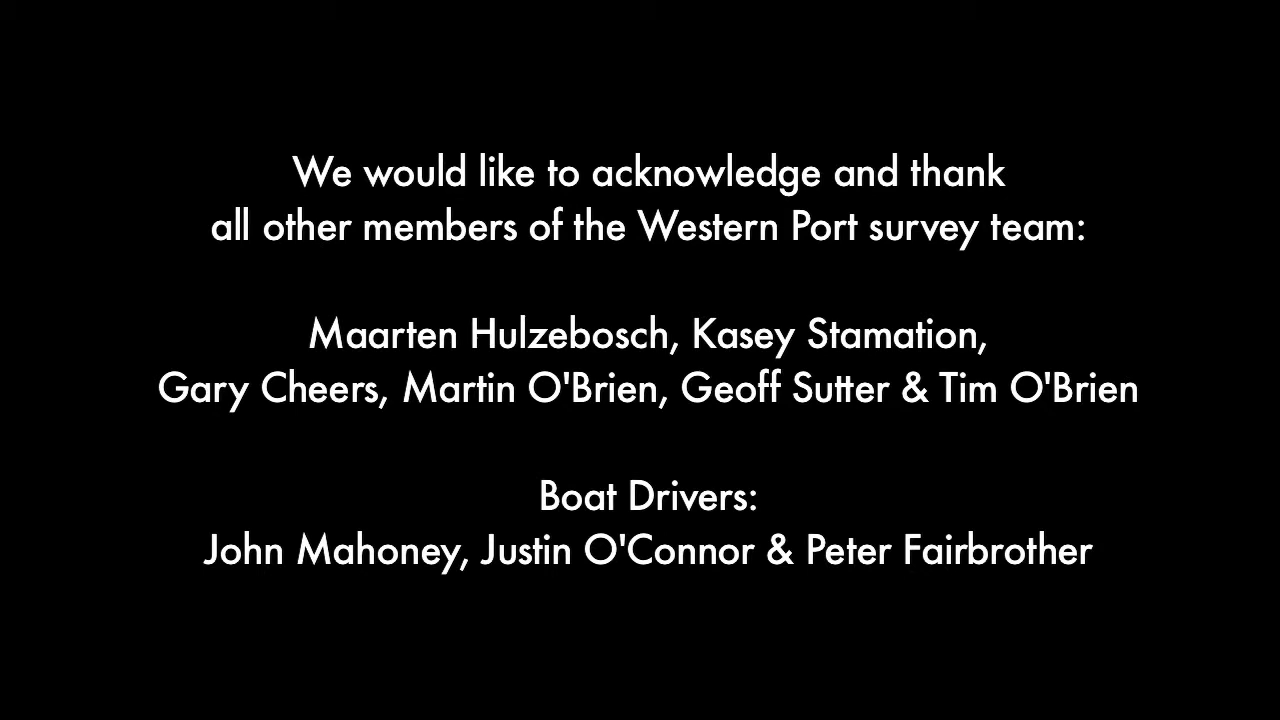 We would like to acknowledge and thank
all other members of the Western Port survey team:
Maarten Hulzebosch, Kasey Stamation,
Gary Cheers, Martin O'Brien, Geoff Sutter & Tim O'Brien
Boat Drivers:
John Mahoney, Justin O'Connor & Peter Fairbrother